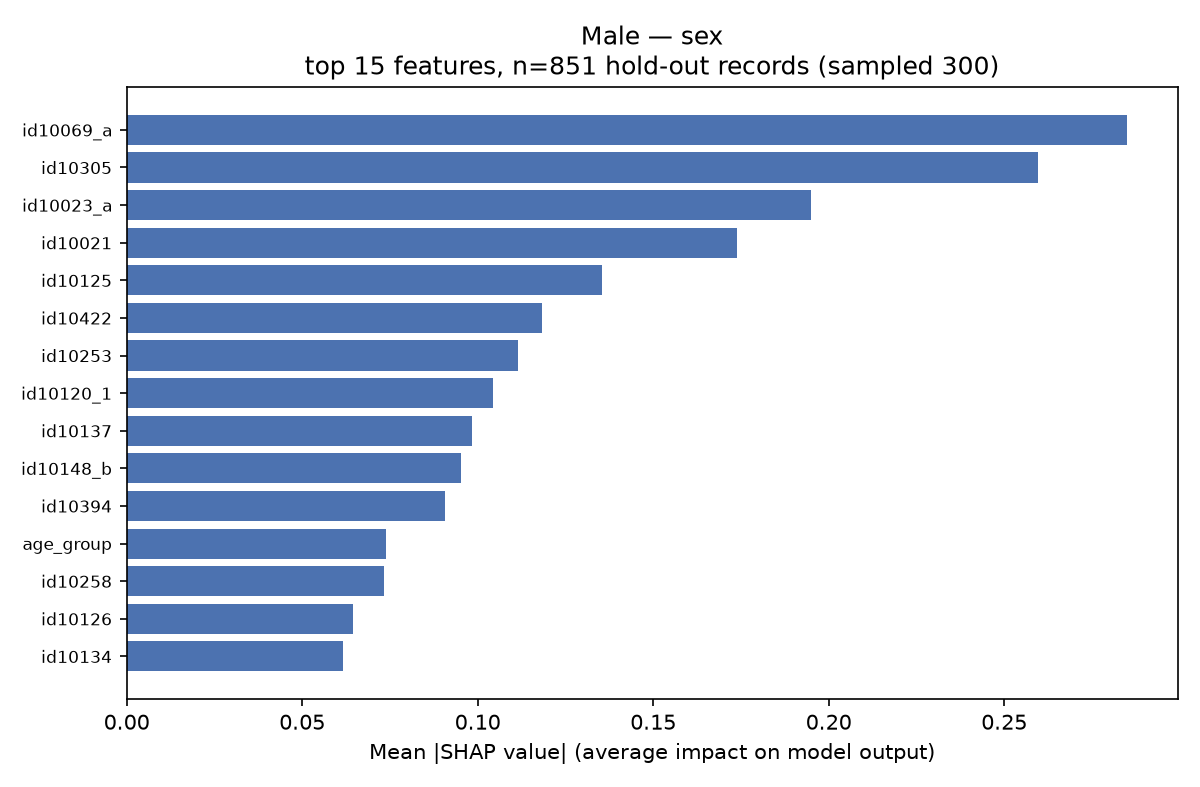 Male — sex
top 15 features, n=851 hold-out records (sampled 300)
id10069_a
id10305
id10023_a
id10021
id10125
id10422
id10253
id10120_1
id10137
id10148_b
id10394
age_group
id10258
id10126
id10134
0.00 0.05 0.10 0.15 0.20 0.25
Mean |SHAP value| (average impact on model output)